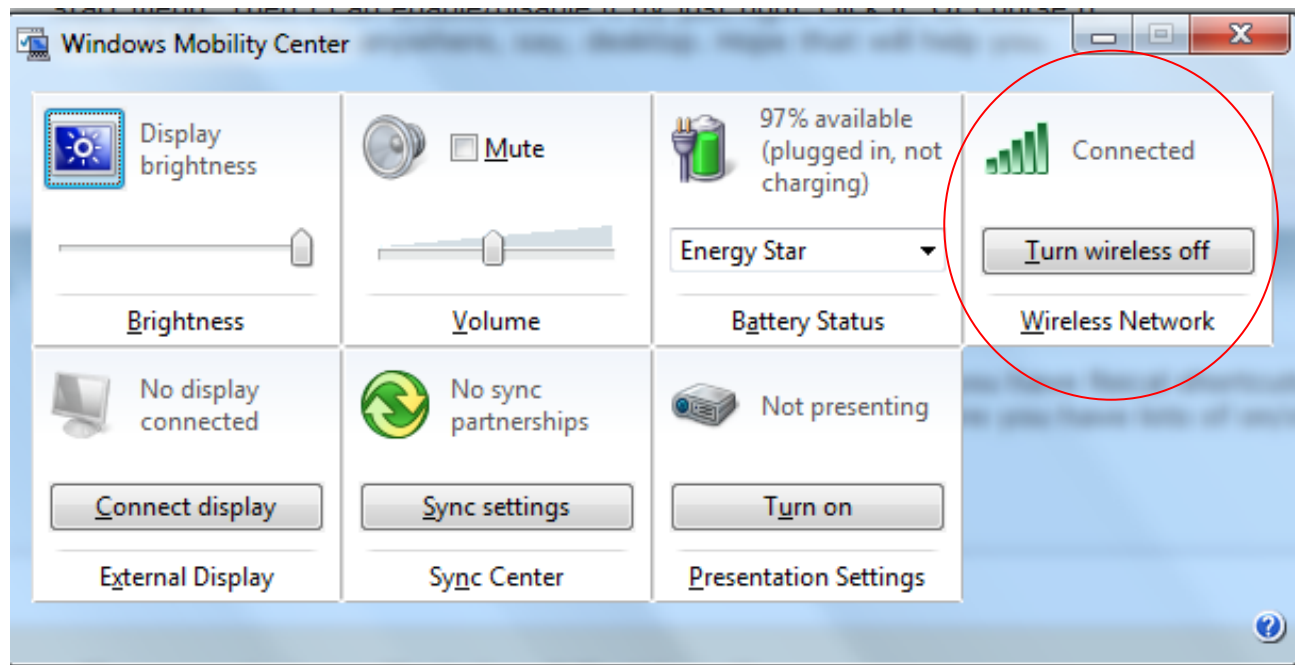 Windows Mobility Center
Display
brightness
Brightness
Mute
Volume
97% available
(plugged in, not
charging)
Energy Star
Battery Status
Connected
Turn wireless off
Wireless Network
No display
connected
Connect display
External Display
No sync
partnerships
Sync settings
Sync Center
Not presenting
Turn on
Presentation Settings